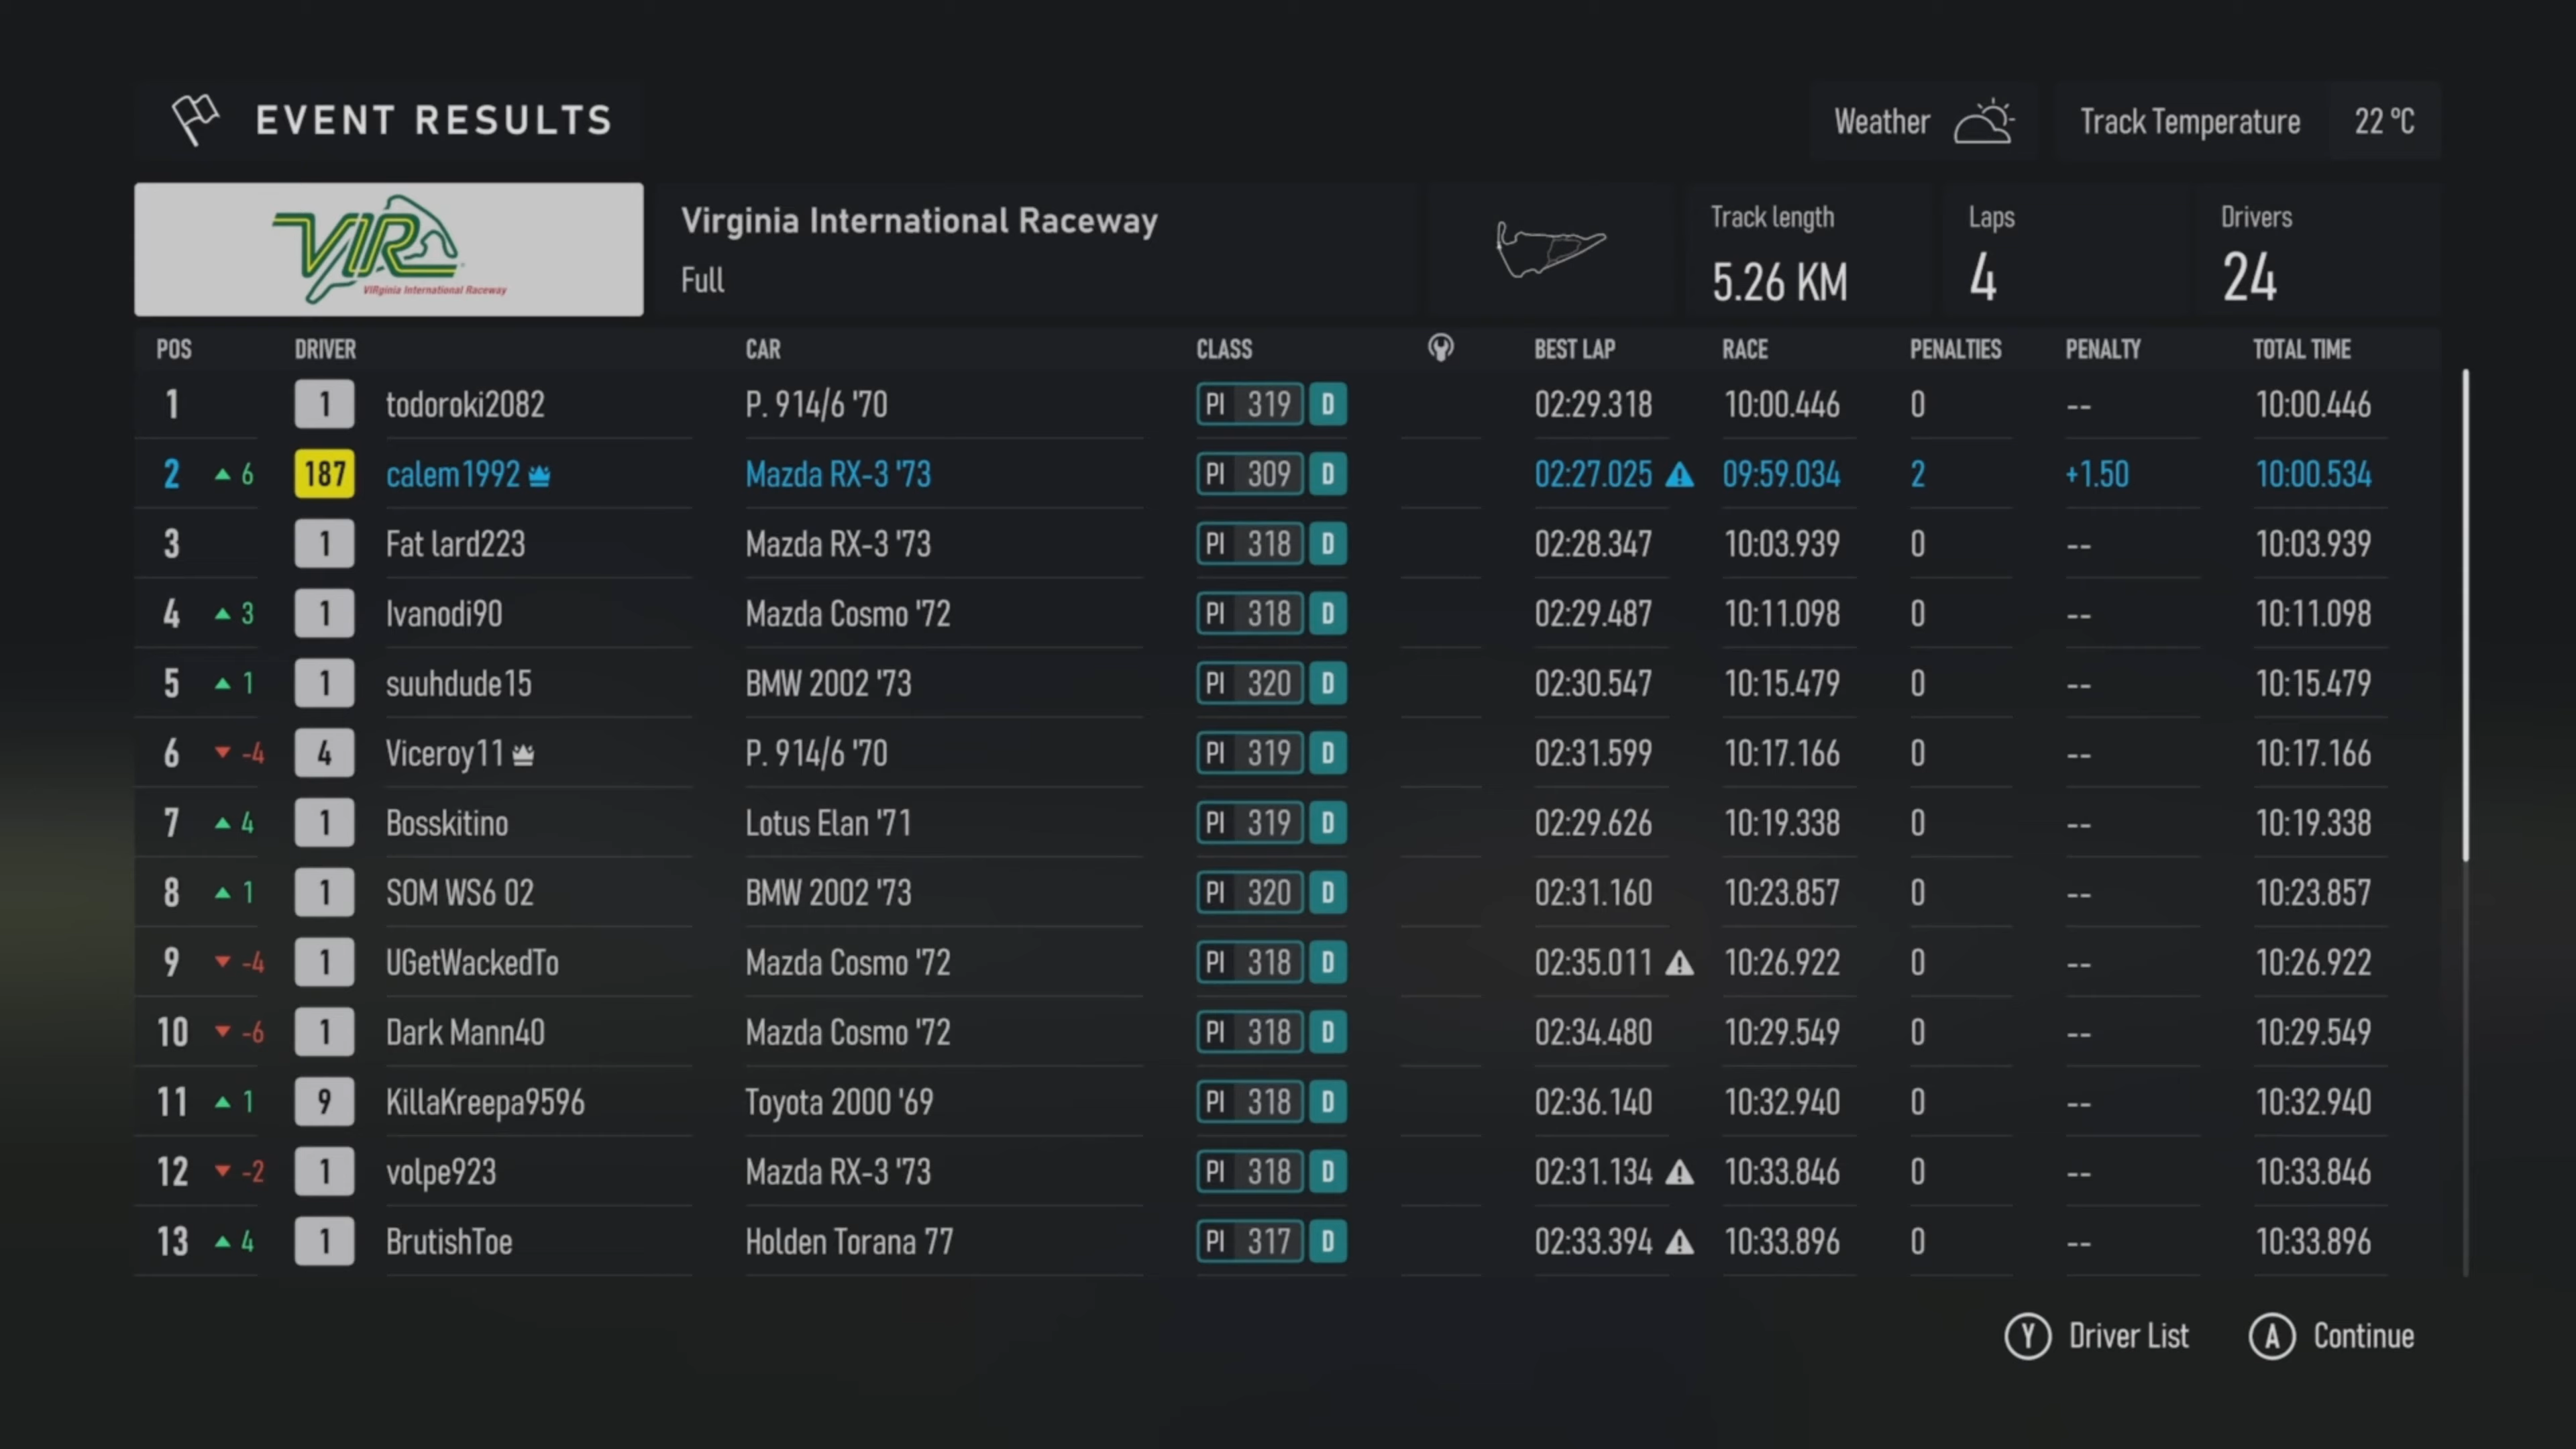 EVENT RESULTS
Weather Track Temperature 22 °C
VIR
VIRginia International Raceway
Virginia International Raceway
Full
Track length Laps Drivers
5.26 KM 4 24
POS DRIVER CAR CLASS BEST LAP RACE PENALTIES PENALTY TOTAL TIME
1 1 todoroki2082 P. 914/6 '70 PI 319 D 02:29.318 10:00.446 0 -- 10:00.446
2 ▲ 6 187 calem1992 Mazda RX-3 '73 PI 309 D 02:27.025 09:59.034 2 +1.50 10:00.534
3 1 Fat lard223 Mazda RX-3 '73 PI 318 D 02:28.347 10:03.939 0 -- 10:03.939
4 ▲ 3 1 Ivanodi90 Mazda Cosmo '72 PI 318 D 02:29.487 10:11.098 0 -- 10:11.098
5 ▲ 1 1 suuhdude15 BMW 2002 '73 PI 320 D 02:30.547 10:15.479 0 -- 10:15.479
6 ▼ -4 4 Viceroy11 P. 914/6 '70 PI 319 D 02:31.599 10:17.166 0 -- 10:17.166
7 ▲ 4 1 Bosskitino Lotus Elan '71 PI 319 D 02:29.626 10:19.338 0 -- 10:19.338
8 ▲ 1 1 SOM WS6 02 BMW 2002 '73 PI 320 D 02:31.160 10:23.857 0 -- 10:23.857
9 ▼ -4 1 UGetWackedTo Mazda Cosmo '72 PI 318 D 02:35.011 10:26.922 0 -- 10:26.922
10 ▼ -6 1 Dark Mann40 Mazda Cosmo '72 PI 318 D 02:34.480 10:29.549 0 -- 10:29.549
11 ▲ 1 9 KillaKreepa9596 Toyota 2000 '69 PI 318 D 02:36.140 10:32.940 0 -- 10:32.940
12 ▼ -2 1 volpe923 Mazda RX-3 '73 PI 318 D 02:31.134 10:33.846 0 -- 10:33.846
13 ▲ 4 1 BrutishToe Holden Torana 77 PI 317 D 02:33.394 10:33.896 0 -- 10:33.896
Y Driver List A Continue